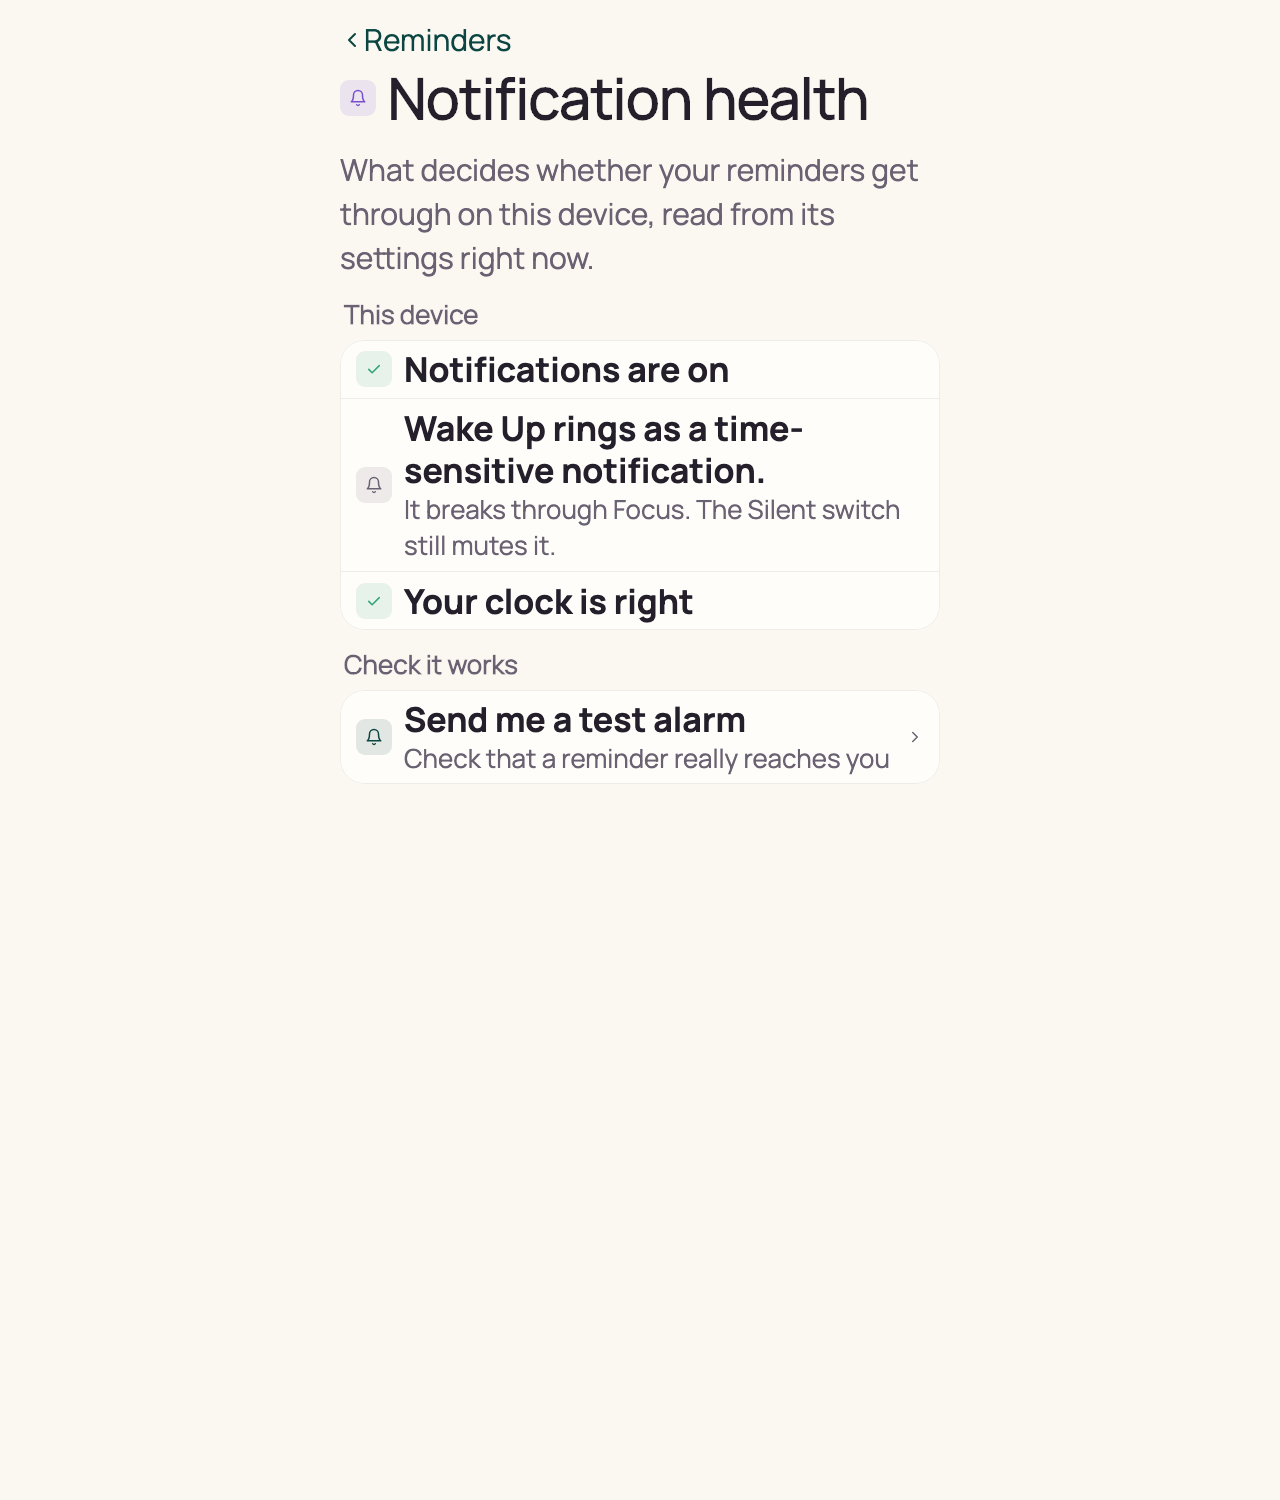 Reminders
Notification health
What decides whether your reminders get
through on this device, read from its
settings right now.
This device
Notifications are on
Wake Up rings as a time-
sensitive notification.
It breaks through Focus. The Silent switch
still mutes it.
Your clock is right
Check it works
Send me a test alarm
Check that a reminder really reaches you